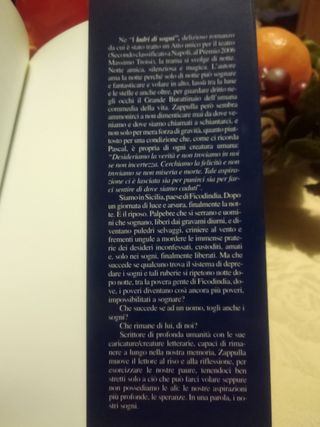 Ne "I ladri di sogni", delizioso romanzo
da cui è stato tratto un Atto unico per il teatro
(Secondo classificato a Napoli, al Premio 2006
Massimo Troisi), la trama si svolge di notte.
Notte amica, silenziosa e magica. L'autore
ama la notte perché solo di notte può sognare
e fantasticare e volare in alto, lassù tra la luna
e le stelle e anche oltre, per guardare dritto ne-
gli occhi il Grande Burattinaio dell'umana
commedia della vita. Zappulla però sembra
ammonirci a non dimenticare mai da dove ve-
niamo e dove siamo chiamati a schiantarci, e
non solo per mera forza di gravità, quanto piut-
tosto per una condizione che, come ci ricorda
Pascal, è propria di ogni creatura umana:
"Desideriamo la verità e non troviamo in noi
se non incertezza. Cerchiamo la felicità e non
troviamo se non miseria e morte. Tale aspira-
zione ci è lasciata sia per punirci sia per far-
ci sentire di dove siamo caduti".
Siamo in Sicilia, paese di Ficodindia. Dopo
un giornata di luce e arsura, finalmente la not-
te. E il riposo. Palpebre che si serrano e uomi-
ni che sognano, liberi dai gravami diurni, e di-
ventano puledri selvaggi, criniere al vento e
frementi ungule a mordere le immense prate-
rie dei desideri inconfessati, custoditi, amati
e, solo nei sogni, finalmente liberati. Ma che
succede se qualcuno trova il sistema di depre-
dare i sogni e tali ruberie si ripetono notte do-
po notte, tra la povera gente di Ficodindia, do-
ve, i poveri diventano così ancora più poveri,
impossibilitati a sognare?
Che succede se ad un uomo, togli anche i
sogni?
Che rimane di lui, di noi?
Scrittore di profonda umanità con le sue
caricature/creature letterarie, capaci di rima-
nere a lungo nella nostra memoria, Zappulla
muove il lettore al riso e alla riflessione, per
esorcizzare le nostre paure, tenendoci ben
stretti solo a ciò che può farci volare seppure
non possediamo le ali: le nostre aspirazioni
più profonde, le speranze. In una parola, i no-
stri sogni.